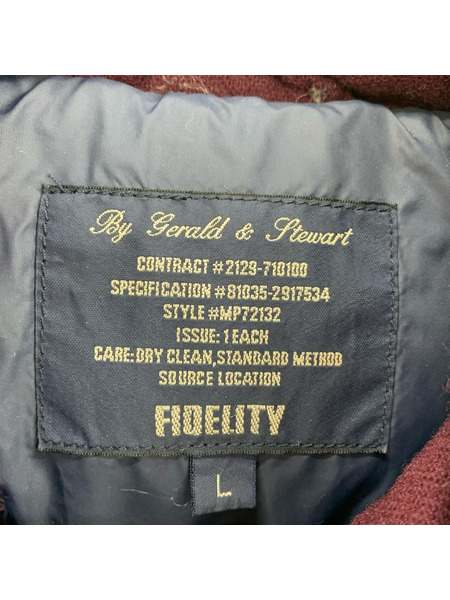 By Gerald & Stewart
CONTRACT #2129-710100
SPECIFICATION #81035-2917534
STYLE #MP72132
ISSUE: 1 EACH
CARE:DRY CLEAN,STANDARD METHOD
SOURCE LOCATION
FIDELITY
L